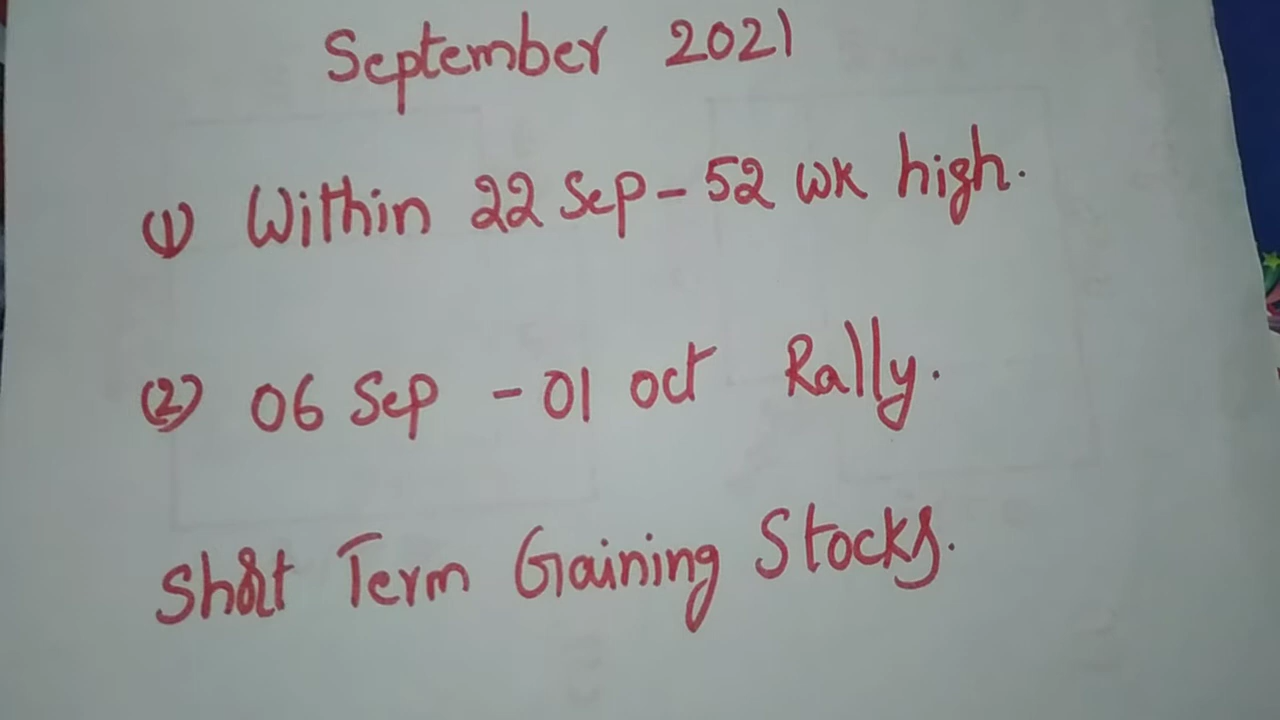 September 2021
(1) Within 22 Sep - 52 wk high.
(2) 06 Sep - 01 oct Rally.
Short Term Gaining Stocks.